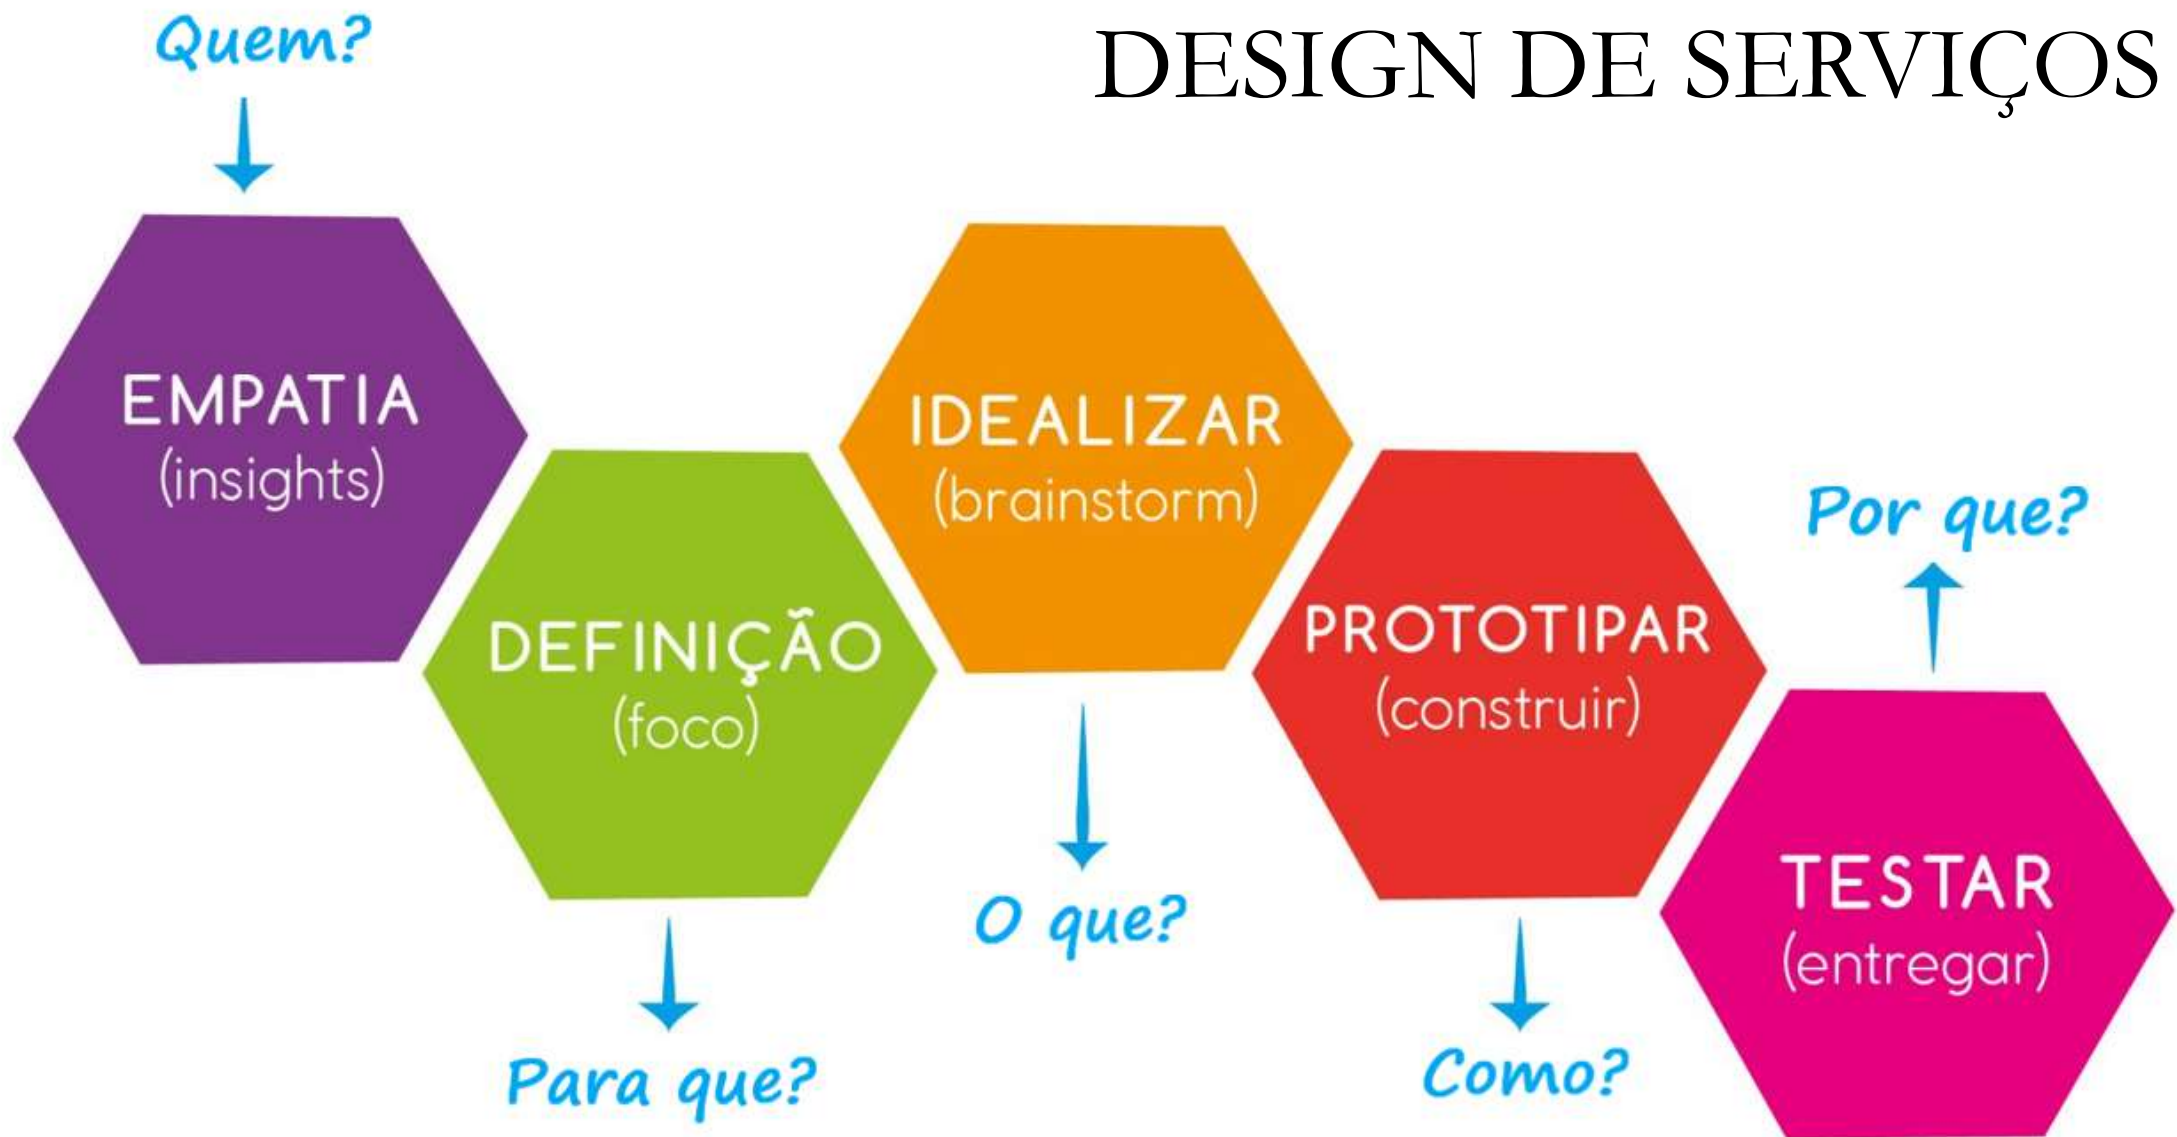 DESIGN DE SERVIÇOS
Quem?
EMPATIA
(insights)
DEFINIÇÃO
(foco)
Para que?
IDEALIZAR
(brainstorm)
O que?
PROTOTIPAR
(construir)
Como?
Por que?
TESTAR
(entregar)